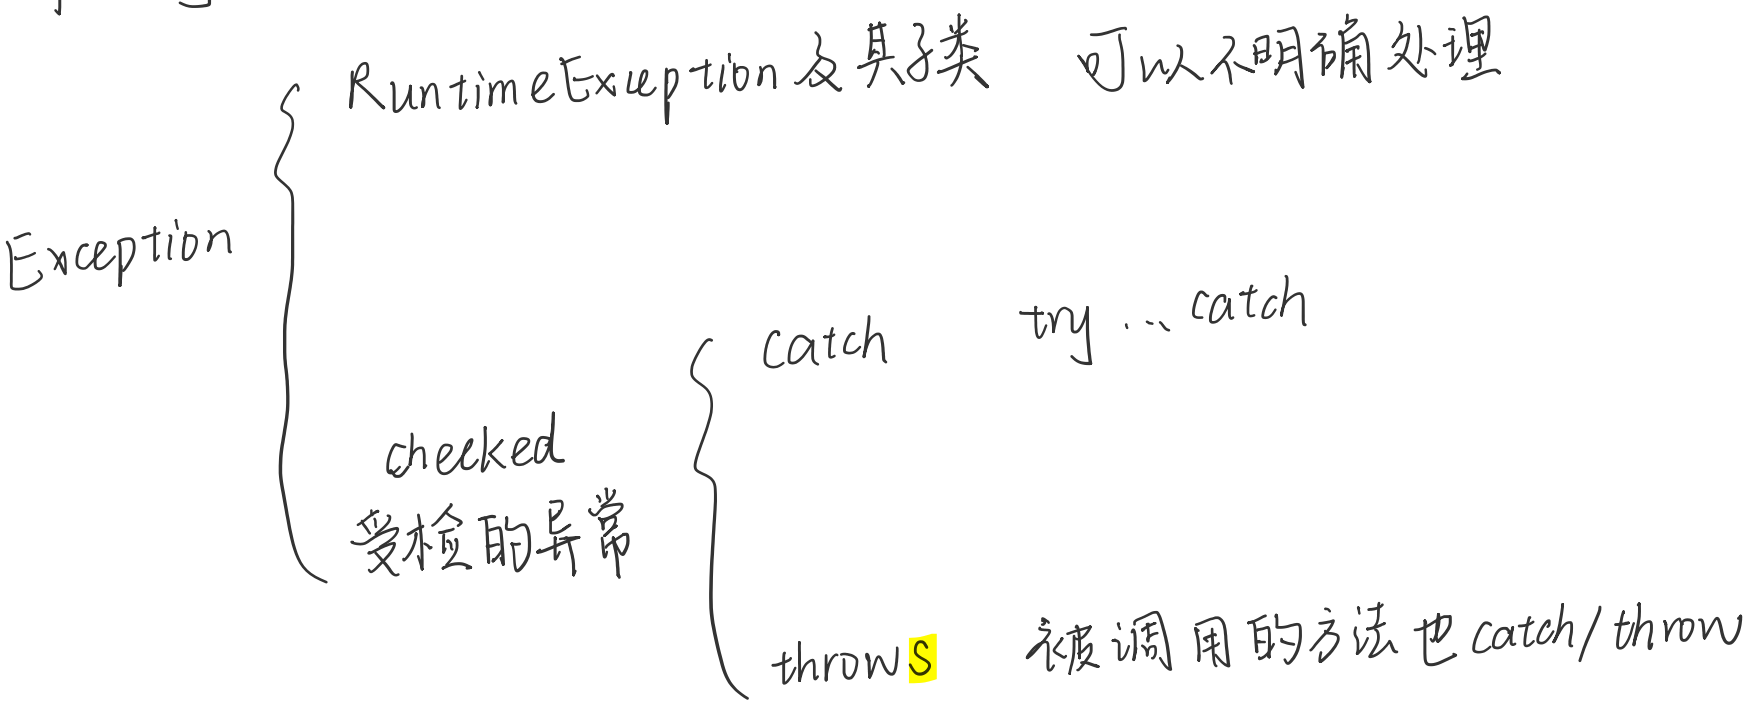 RuntimeException及其子类 可以不明确处理
Exception
catch try ... catch
checked
受检的异常
throws 被调用的方法也catch/throw